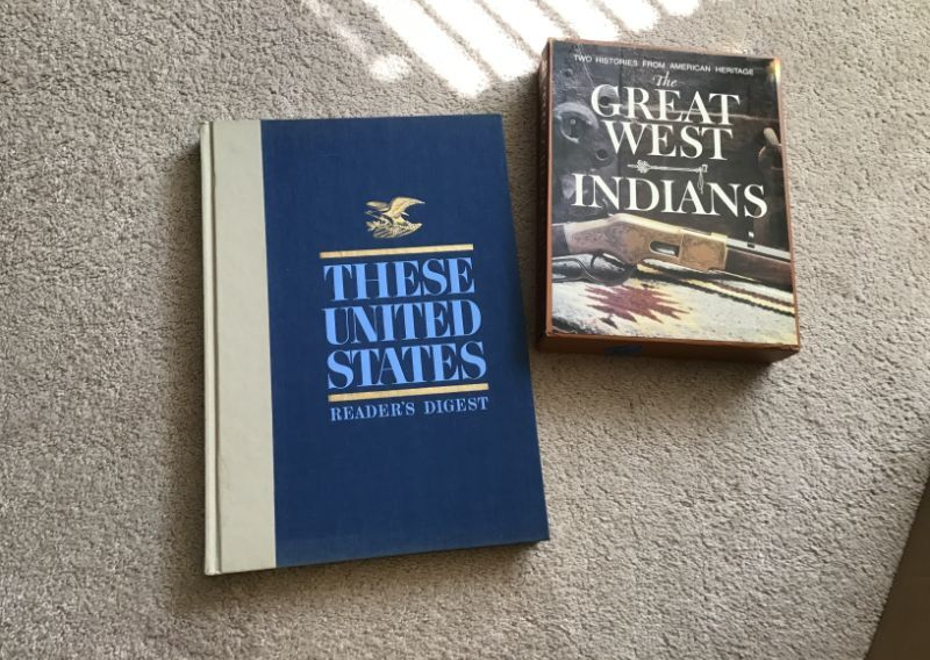 THESE
UNITED
STATES
READER'S DIGEST
TWO HISTORIES FROM AMERICAN HERITAGE
The
GREAT
WEST
INDIANS